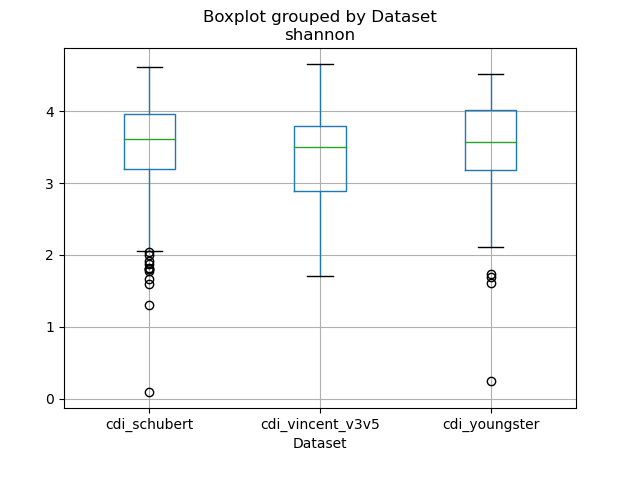 Boxplot grouped by Dataset
shannon
4
3
2
1
0
cdi_schubert
cdi_vincent_v3v5
cdi_youngster
Dataset